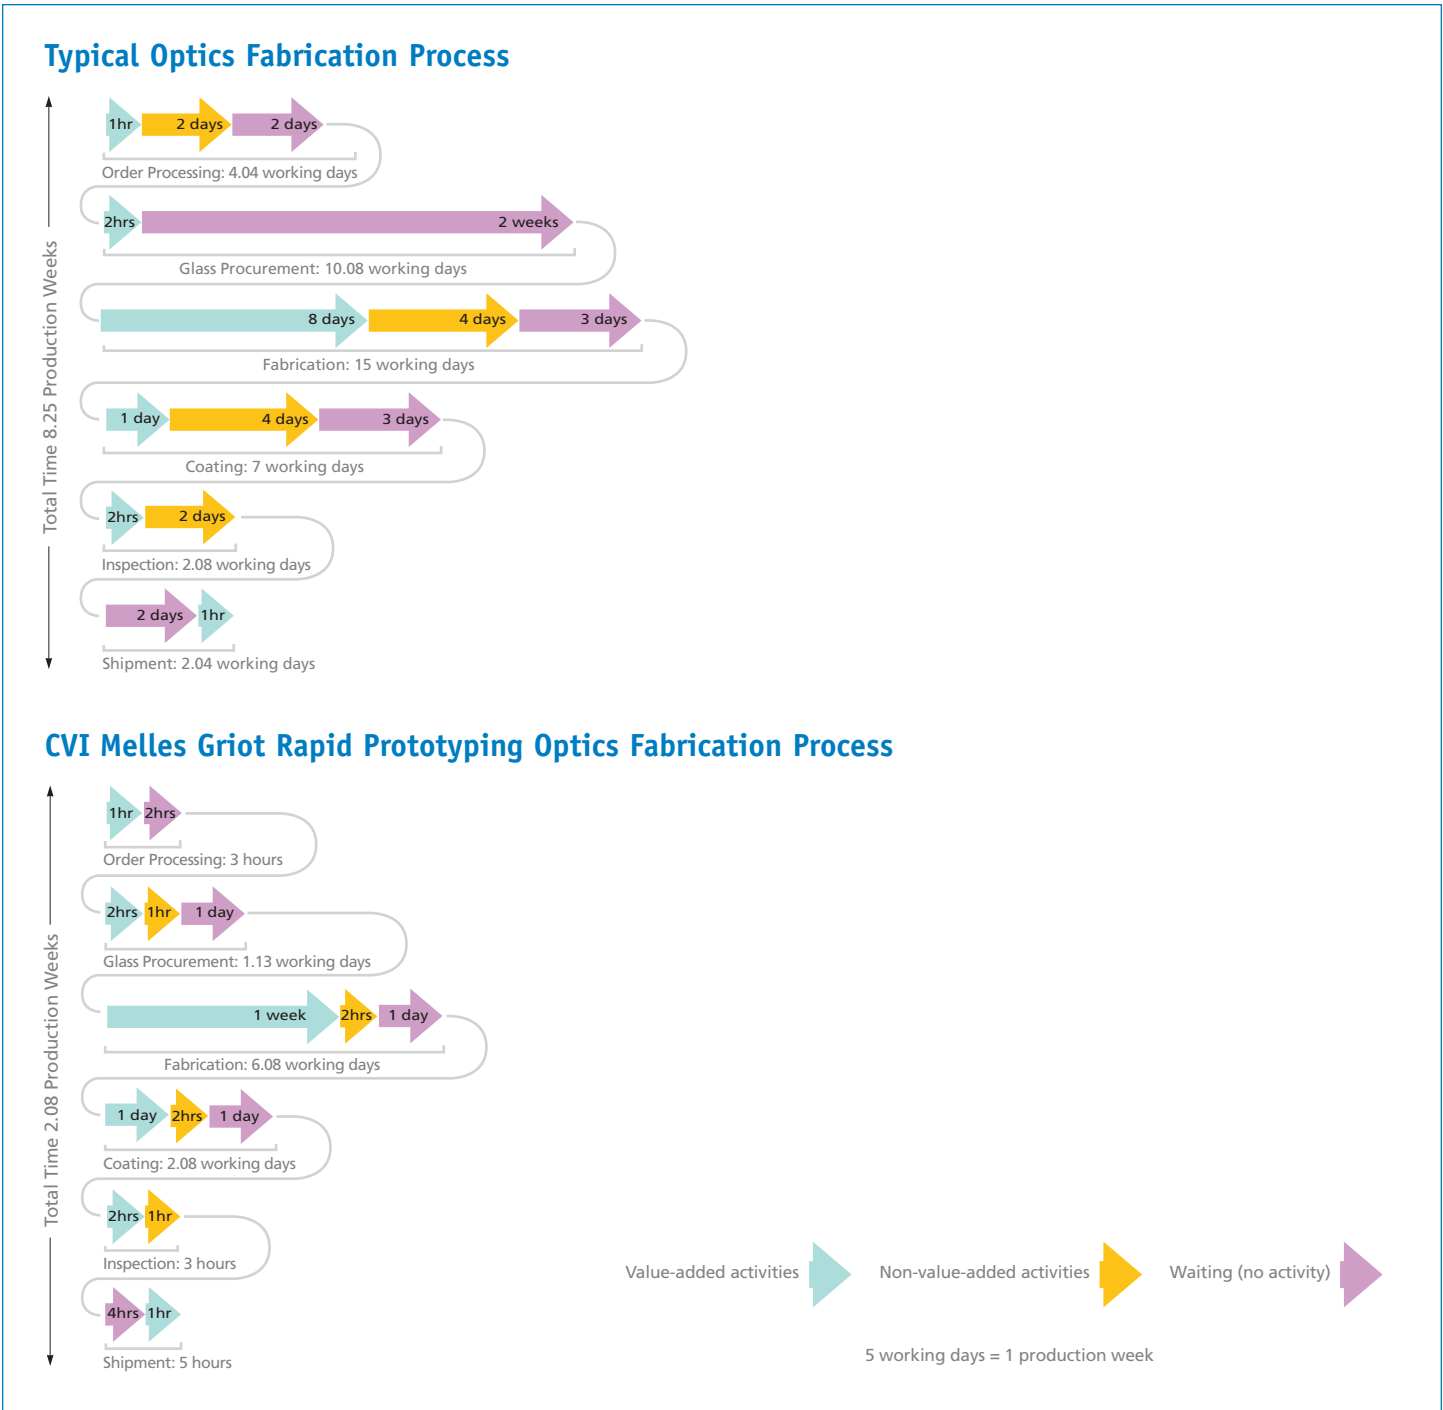 Typical Optics Fabrication Process
Total Time 8.25 Production Weeks
1hr 2 days 2 days
Order Processing: 4.04 working days
2hrs 2 weeks
Glass Procurement: 10.08 working days
8 days 4 days 3 days
Fabrication: 15 working days
1 day 4 days 3 days
Coating: 7 working days
2hrs 2 days
Inspection: 2.08 working days
2 days 1hr
Shipment: 2.04 working days
CVI Melles Griot Rapid Prototyping Optics Fabrication Process
Total Time 2.08 Production Weeks
1hr 2hrs
Order Processing: 3 hours
2hrs 1hr 1 day
Glass Procurement: 1.13 working days
1 week 2hrs 1 day
Fabrication: 6.08 working days
1 day 2hrs 1 day
Coating: 2.08 working days
2hrs 1hr
Inspection: 3 hours
4hrs 1hr
Shipment: 5 hours
Value-added activities Non-value-added activities Waiting (no activity)
5 working days = 1 production week